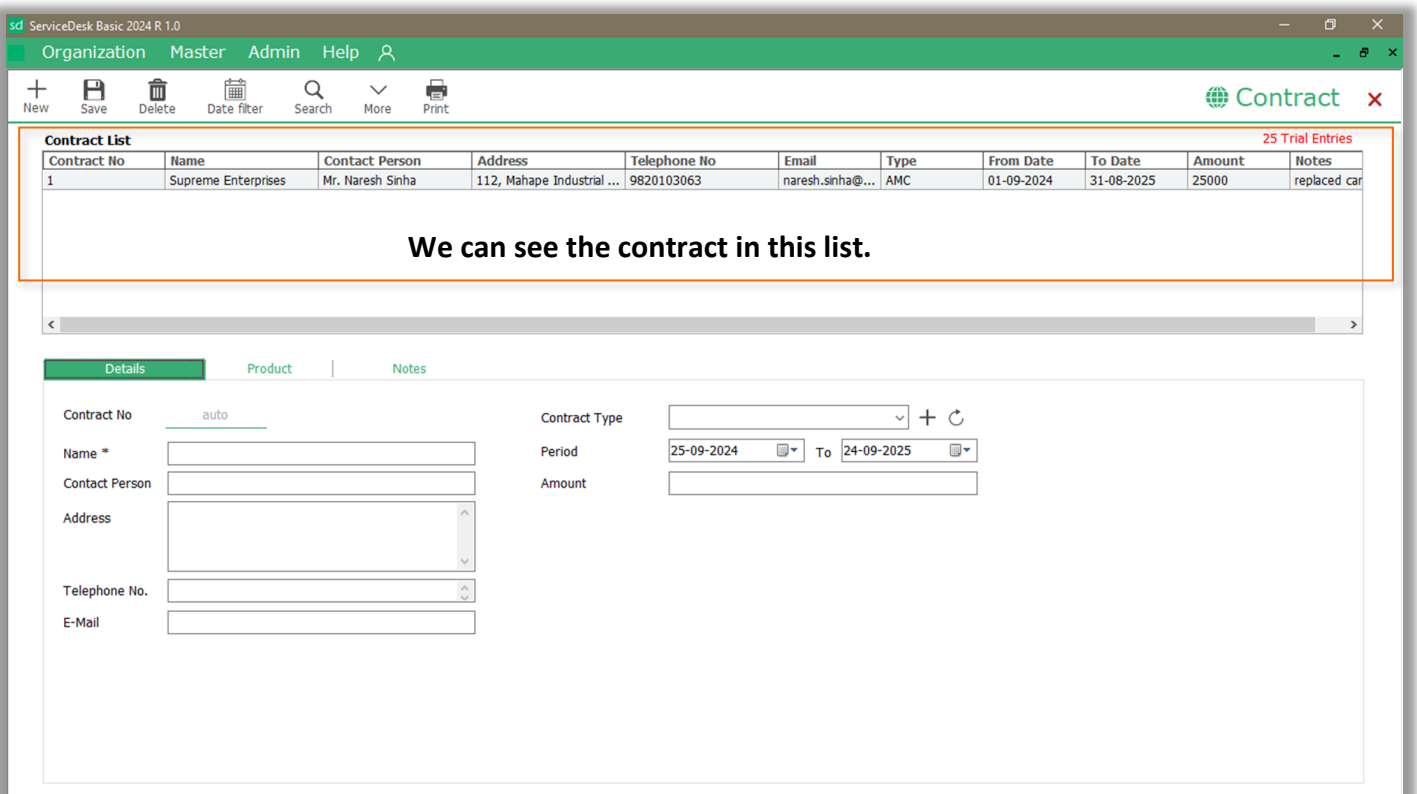 sd ServiceDesk Basic 2024 R 1.0
Organization Master Admin Help
New Save Delete Date filter Search More Print Contract
Contract List 25 Trial Entries
Contract No Name Contact Person Address Telephone No Email Type From Date To Date Amount Notes
1 Supreme Enterprises Mr. Naresh Sinha 112, Mahape Industrial ... 9820103063 naresh.sinha@... AMC 01-09-2024 31-08-2025 25000 replaced car
We can see the contract in this list.
Details Product Notes
Contract No auto Contract Type
Name * Period 25-09-2024 To 24-09-2025
Contact Person Amount
Address
Telephone No.
E-Mail